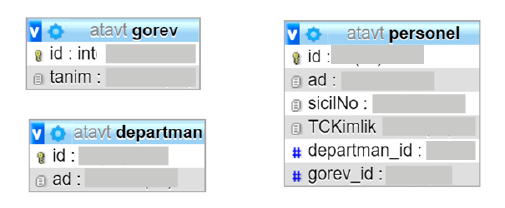 v atavt gorev
id : int
tanim :
v atavt departman
id :
ad :
v atavt personel
id :
ad :
sicilNo :
TCKimlik
# departman_id :
# gorev_id :